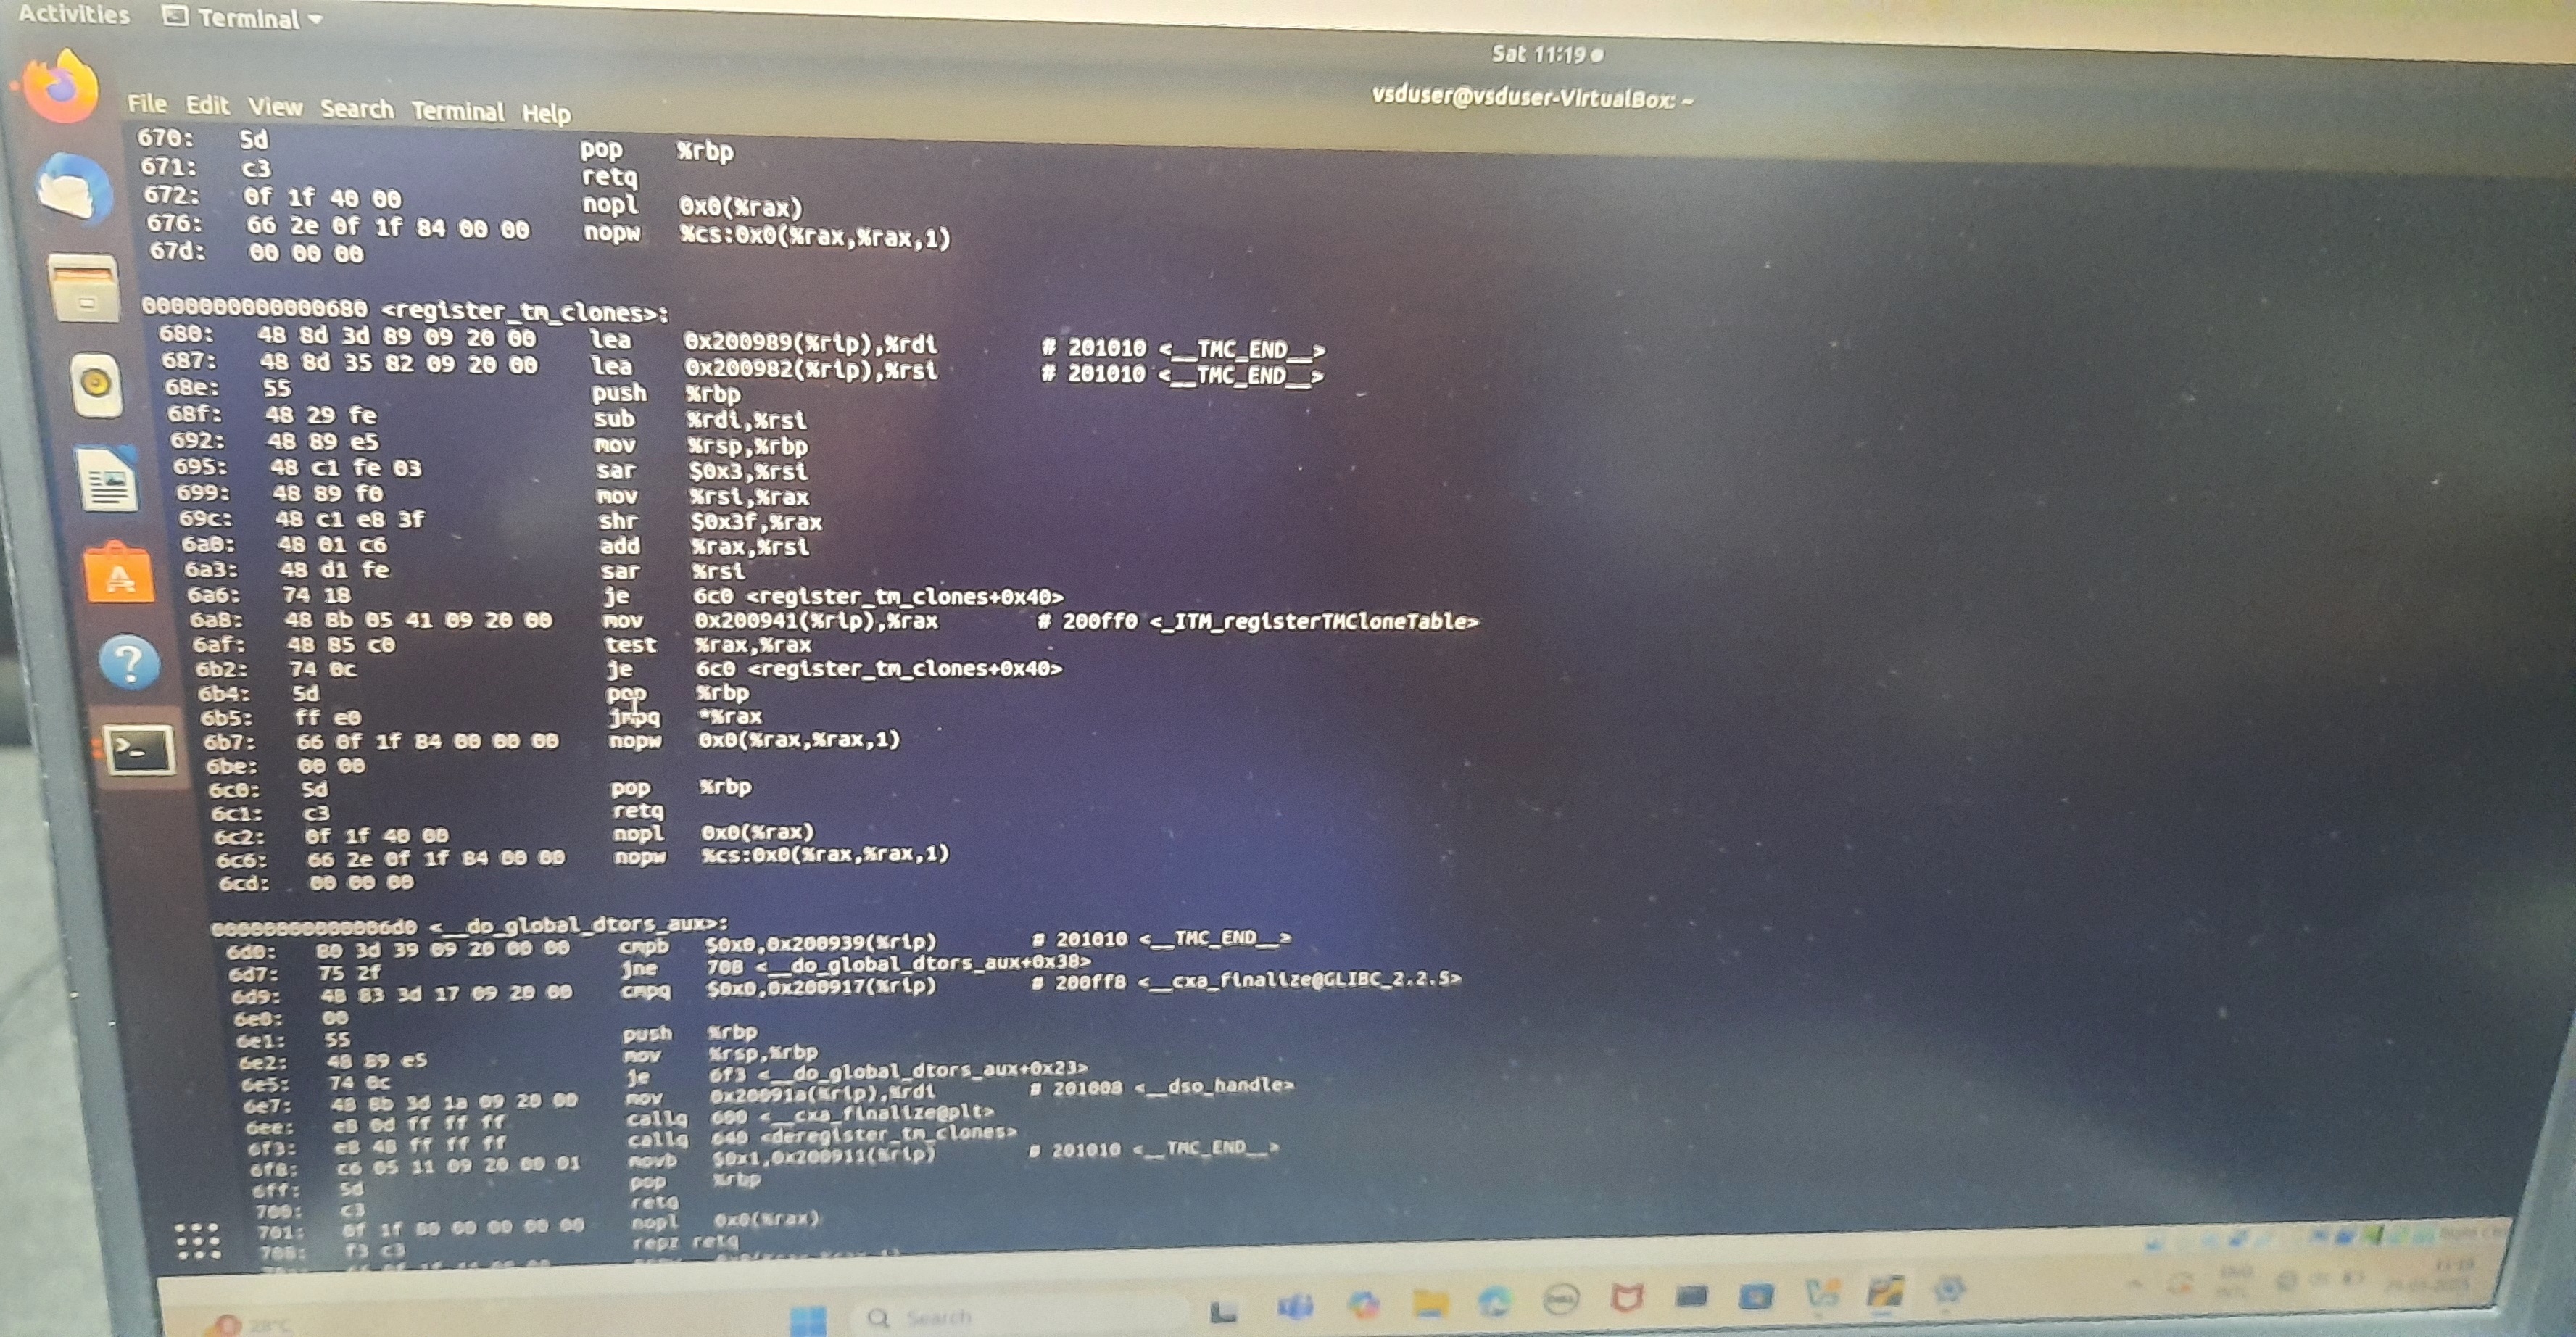 Activities Terminal
Sat 11:19
vsduser@vsduser-VirtualBox: ~
File Edit View Search Terminal Help
670: 5d pop %rbp
671: c3 retq
672: 0f 1f 40 00 nopl 0x0(%rax)
676: 66 2e 0f 1f 84 00 00 nopw %cs:0x0(%rax,%rax,1)
67d: 00 00 00
0000000000000680 <register_tm_clones>:
680: 48 8d 3d 89 09 20 00 lea 0x200989(%rip),%rdi # 201010 <__TMC_END__>
687: 48 8d 35 82 09 20 00 lea 0x200982(%rip),%rsi # 201010 <__TMC_END__>
68e: 55 push %rbp
68f: 48 29 fe sub %rdi,%rsi
692: 48 89 e5 mov %rsp,%rbp
695: 48 c1 fe 03 sar $0x3,%rsi
699: 48 89 f0 mov %rsi,%rax
69c: 48 c1 e8 3f shr $0x3f,%rax
6a0: 48 01 c6 add %rax,%rsi
6a3: 48 d1 fe sar %rsi
6a6: 74 18 je 6c0 <register_tm_clones+0x40>
6a8: 48 8b 05 41 09 20 00 mov 0x200941(%rip),%rax # 200ff0 <_ITM_registerTMCloneTable>
6af: 48 85 c0 test %rax,%rax
6b2: 74 0c je 6c0 <register_tm_clones+0x40>
6b4: 5d pop %rbp
6b5: ff e0 jmpq *%rax
6b7: 66 0f 1f 84 00 00 00 nopw 0x0(%rax,%rax,1)
6be: 00 00
6c0: 5d pop %rbp
6c1: c3 retq
6c2: 0f 1f 40 00 nopl 0x0(%rax)
6c6: 66 2e 0f 1f 84 00 00 nopw %cs:0x0(%rax,%rax,1)
6cd: 00 00 00
00000000000006d0 <__do_global_dtors_aux>:
6d0: 80 3d 39 09 20 00 00 cmpb $0x0,0x200939(%rip) # 201010 <__TMC_END__>
6d7: 75 2f jne 708 <__do_global_dtors_aux+0x38>
6d9: 48 83 3d 17 09 20 00 cmpq $0x0,0x200917(%rip) # 200ff8 <__cxa_finalize@GLIBC_2.2.5>
6e0: 00
6e1: 55 push %rbp
6e2: 48 89 e5 mov %rsp,%rbp
6e5: 74 0c je 6f3 <__do_global_dtors_aux+0x23>
6e7: 48 8b 3d 1a 09 20 00 mov 0x20091a(%rip),%rdi # 201008 <__dso_handle>
6ee: e8 0d ff ff ff callq 600 <__cxa_finalize@plt>
6f3: e8 48 ff ff ff callq 640 <deregister_tm_clones>
6f8: c6 05 11 09 20 00 01 movb $0x1,0x200911(%rip) # 201010 <__TMC_END__>
6ff: 5d pop %rbp
700: c3 retq
701: 0f 1f 80 00 00 00 00 nopl 0x0(%rax)
708: f3 c3 repz retq
28°C
Search